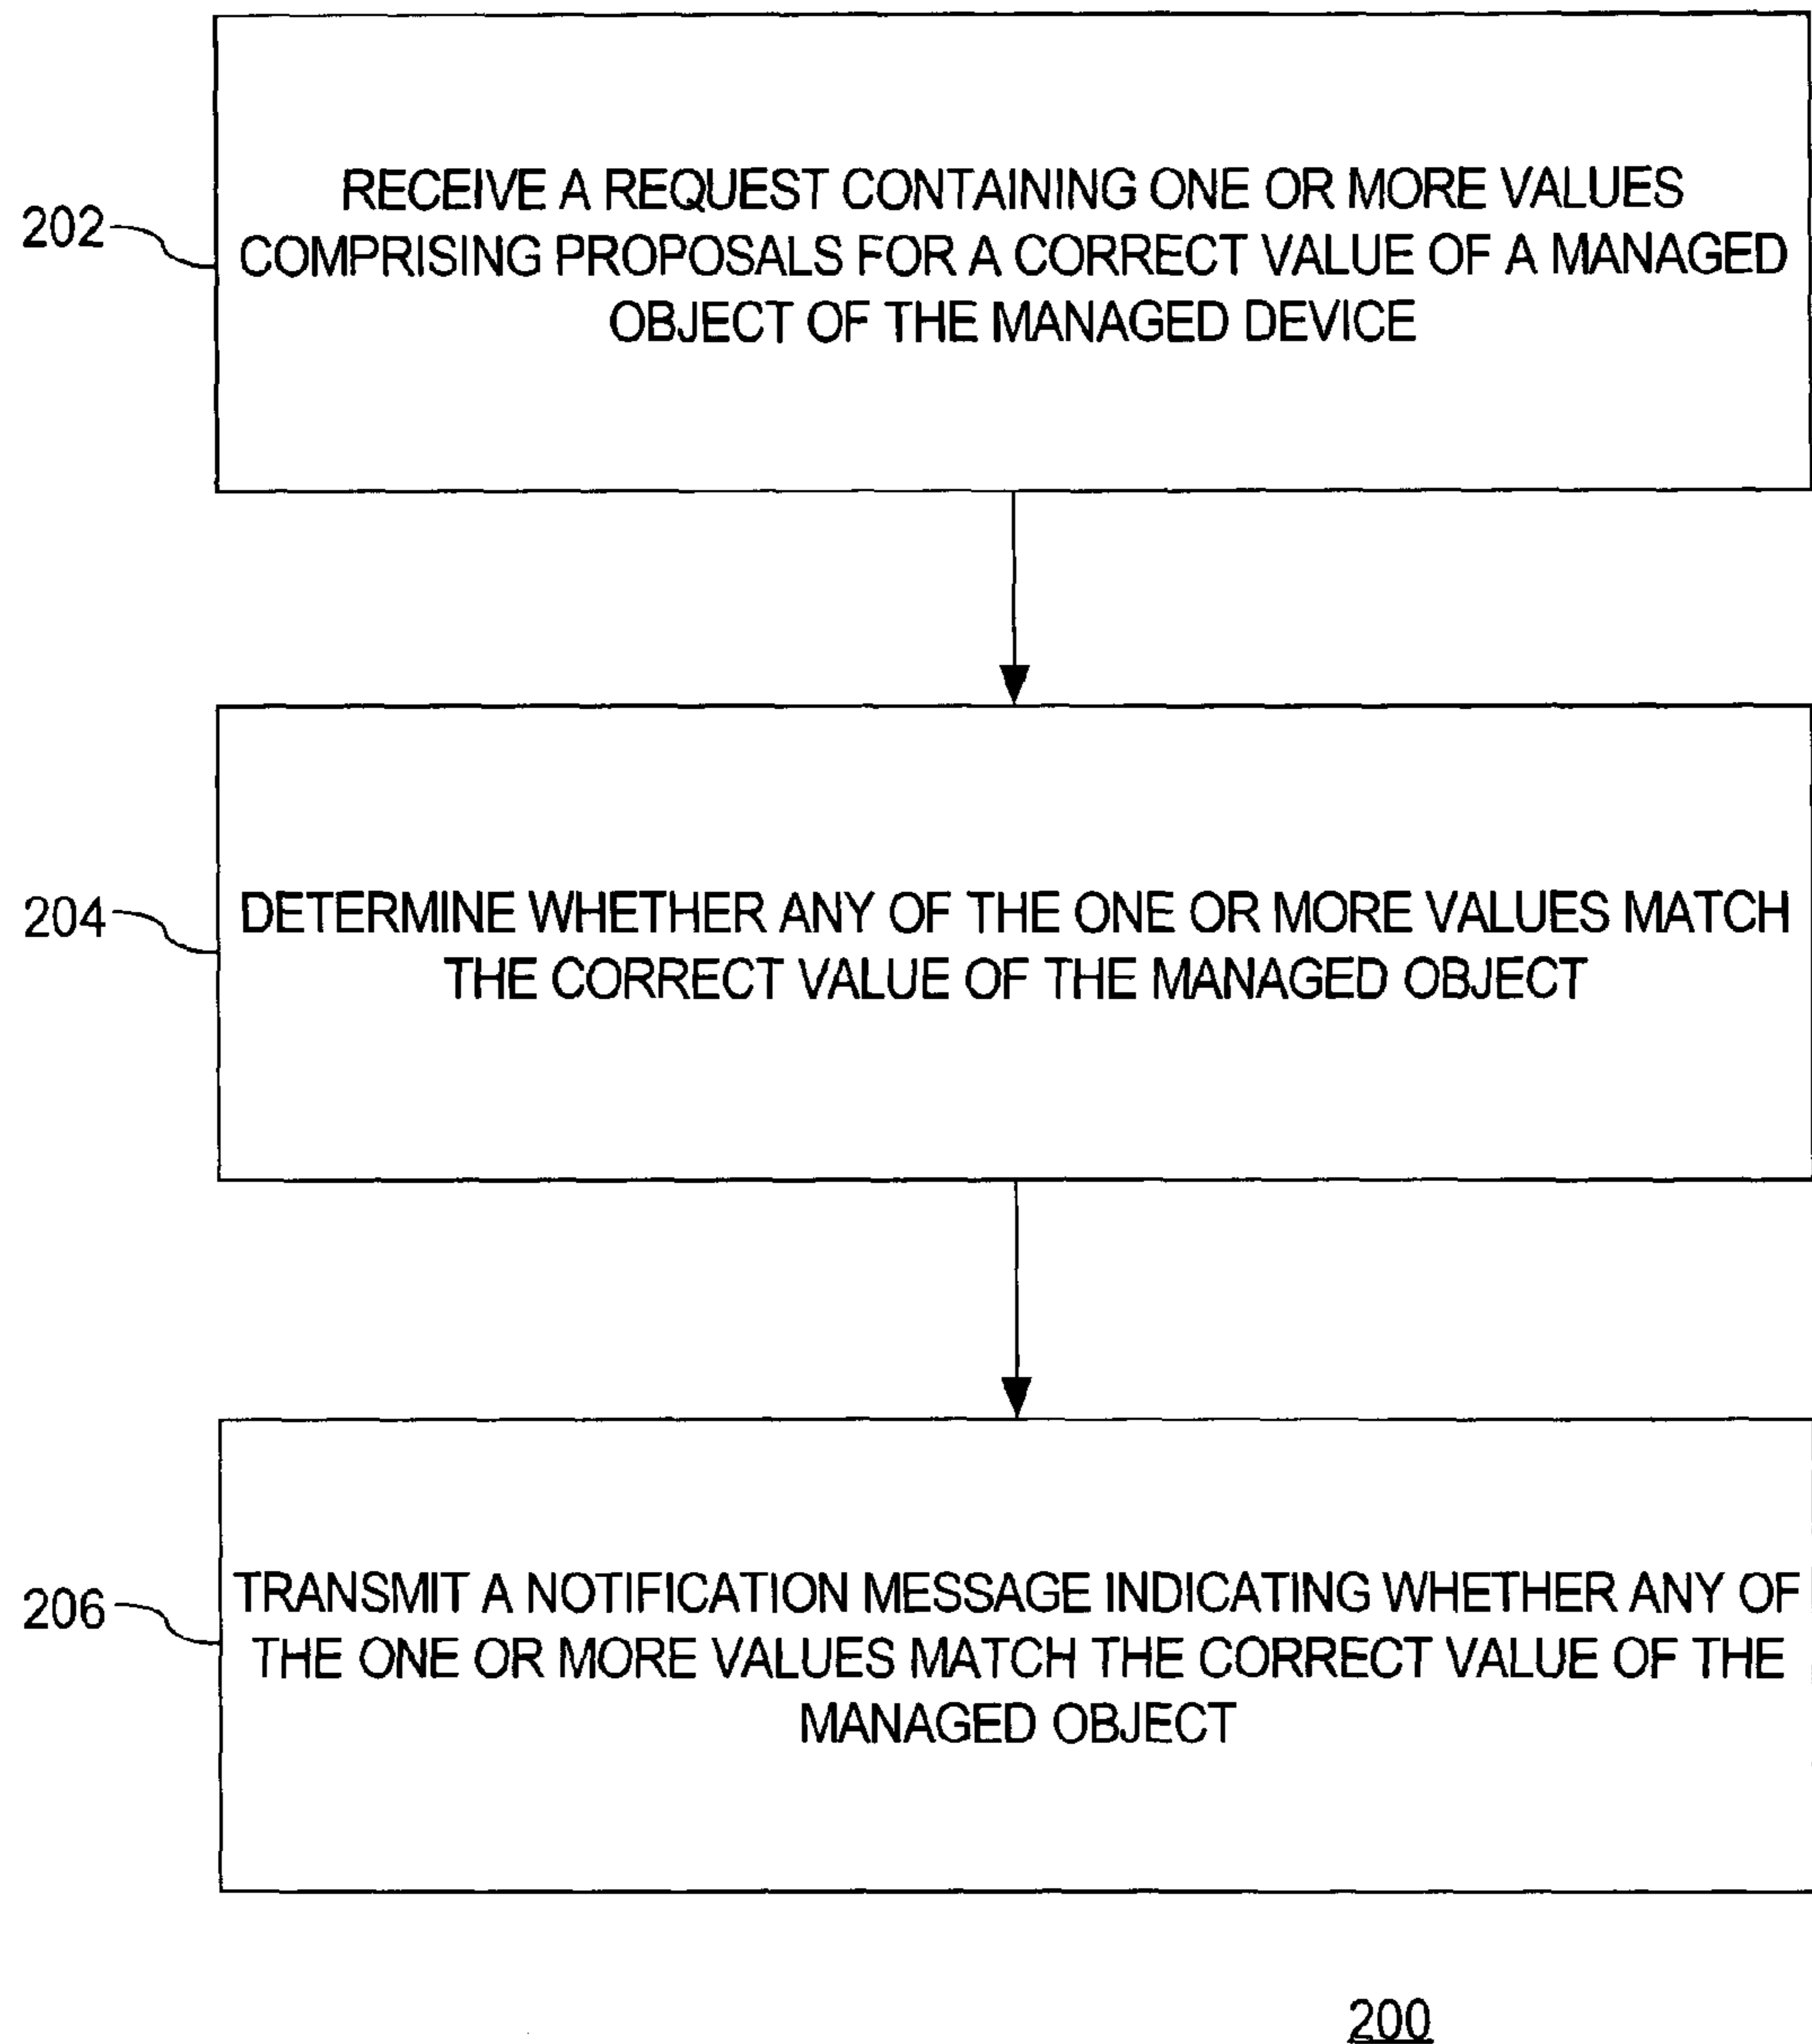 RECEIVE A REQUEST CONTAINING ONE OR MORE VALUES
202
COMPRISING PROPOSALS FOR A CORRECT VALUE OF A MANAGED
OBJECT OF THE MANAGED DEVICE
204
DETERMINE WHETHER ANY OF THE ONE OR MORE VALUES MATCH
THE CORRECT VALUE OF THE MANAGED OBJECT
206
TRANSMIT A NOTIFICATION MESSAGE INDICATING WHETHER ANY OF
THE ONE OR MORE VALUES MATCH THE CORRECT VALUE OF THE
MANAGED OBJECT
200